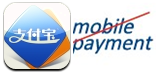 支付宝
mobile
payment